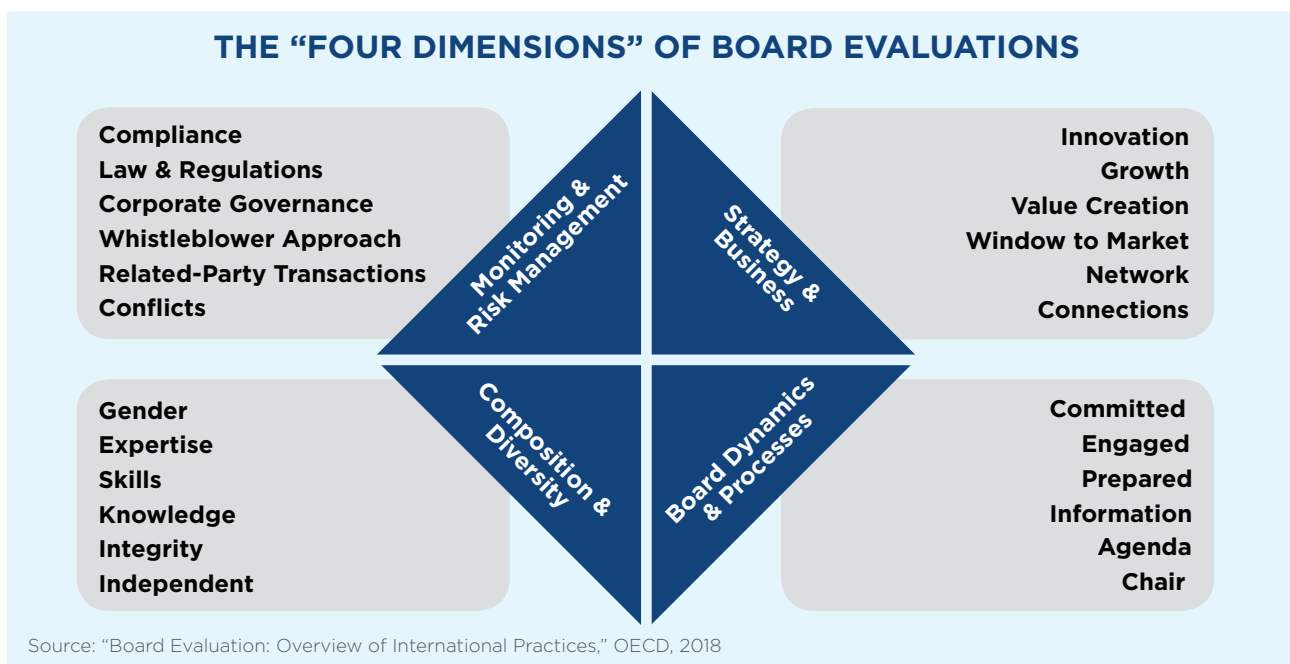 THE “FOUR DIMENSIONS” OF BOARD EVALUATIONS
Compliance
Law & Regulations
Corporate Governance
Whistleblower Approach
Related-Party Transactions
Conflicts
Monitoring &
Risk Management
Strategy &
Business
Innovation
Growth
Value Creation
Window to Market
Network
Connections
Gender
Expertise
Skills
Knowledge
Integrity
Independent
Composition &
Diversity
Board Dynamics
& Processes
Committed
Engaged
Prepared
Information
Agenda
Chair
Source: “Board Evaluation: Overview of International Practices,” OECD, 2018